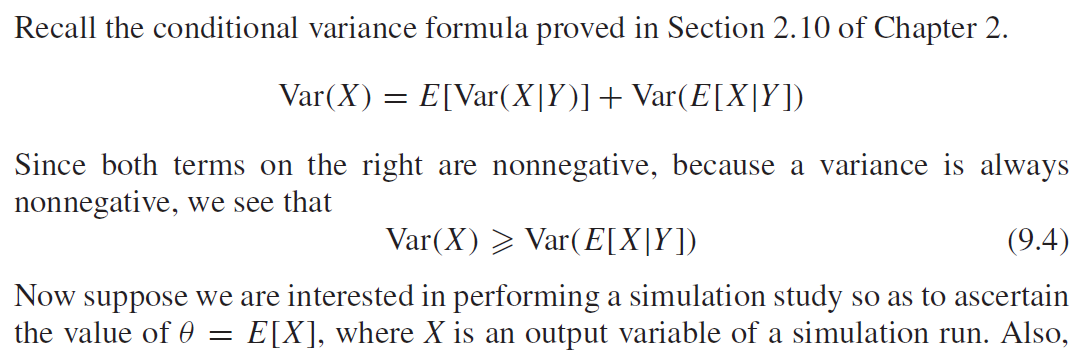 Recall the conditional variance formula proved in Section 2.10 of Chapter 2.
Var(X) = E[Var(X|Y)] + Var(E[X|Y])
Since both terms on the right are nonnegative, because a variance is always
nonnegative, we see that
Var(X) ⩾ Var(E[X|Y]) (9.4)
Now suppose we are interested in performing a simulation study so as to ascertain
the value of θ = E[X], where X is an output variable of a simulation run. Also,